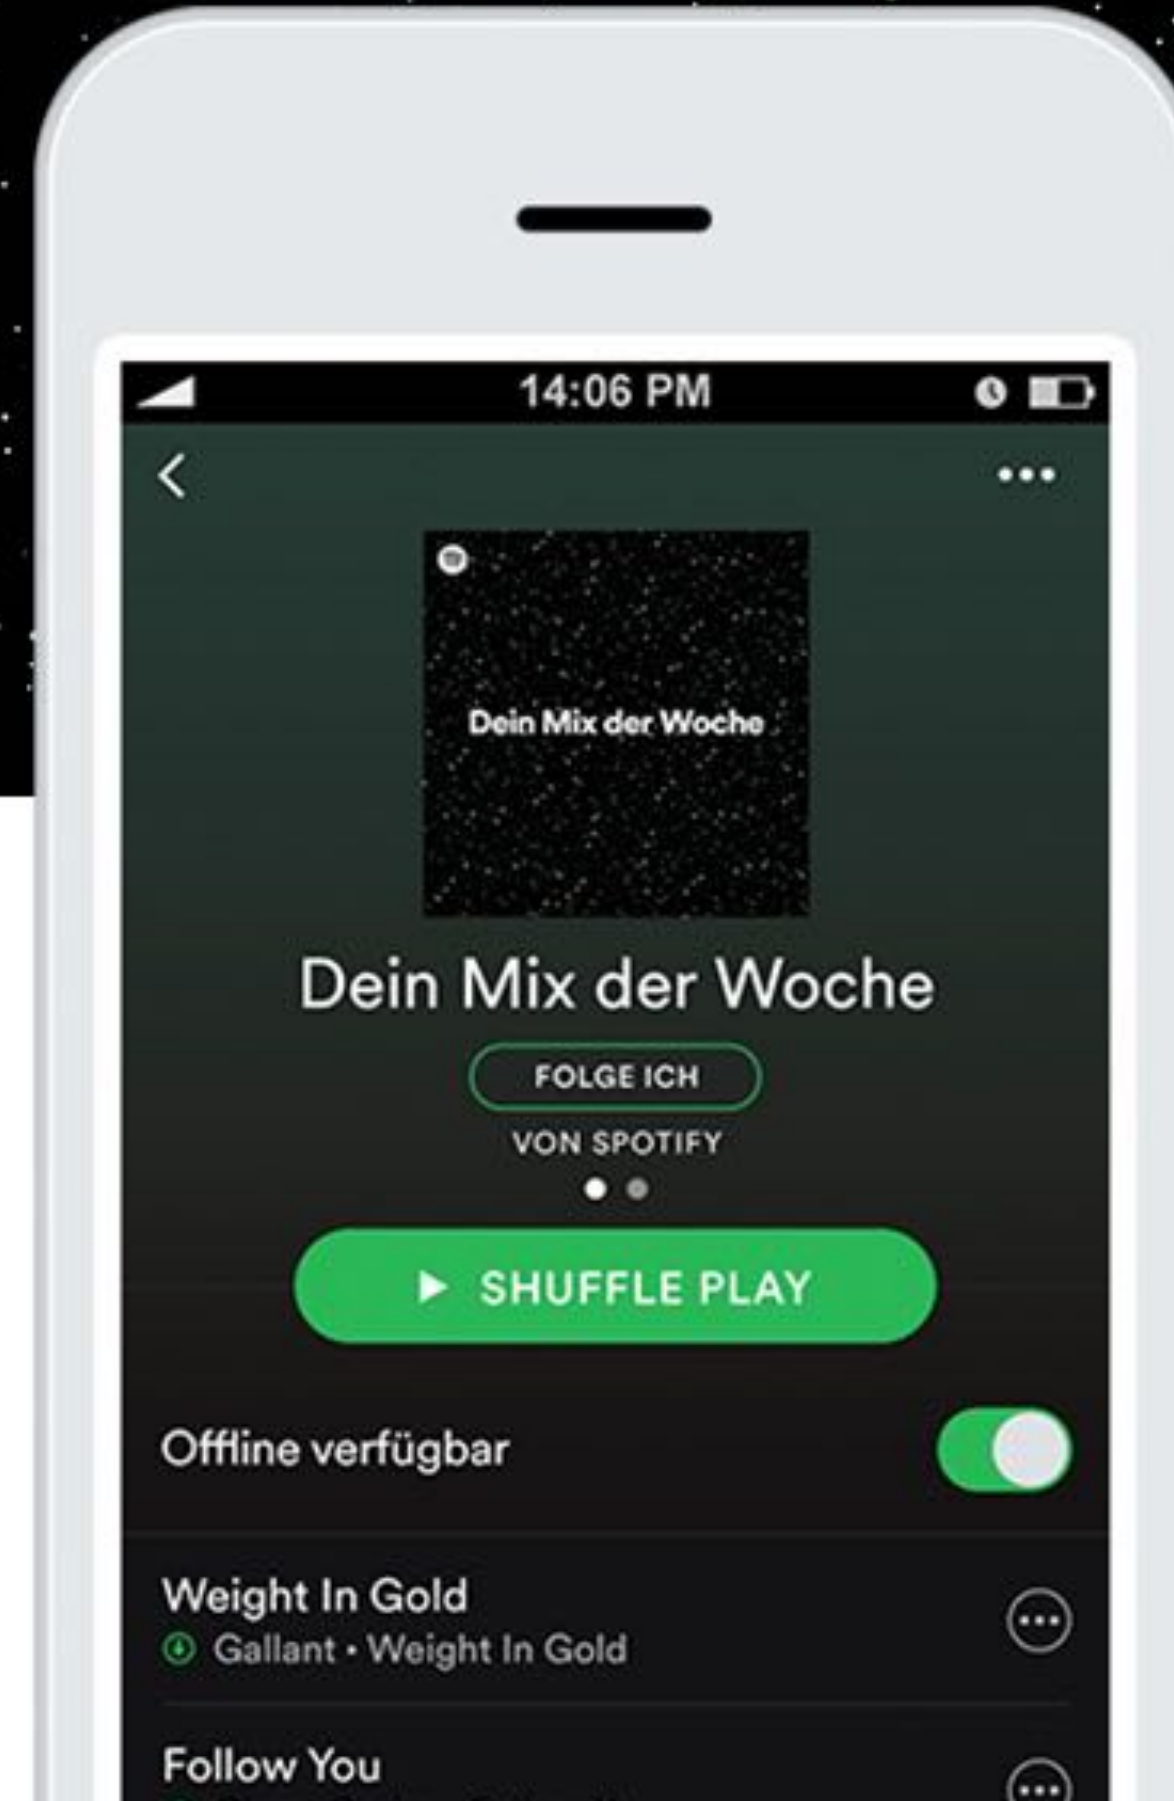 14:06 PM
Dein Mix der Woche
Dein Mix der Woche
FOLGE ICH
VON SPOTIFY
SHUFFLE PLAY
Offline verfügbar
Weight In Gold
Gallant • Weight In Gold
Follow You